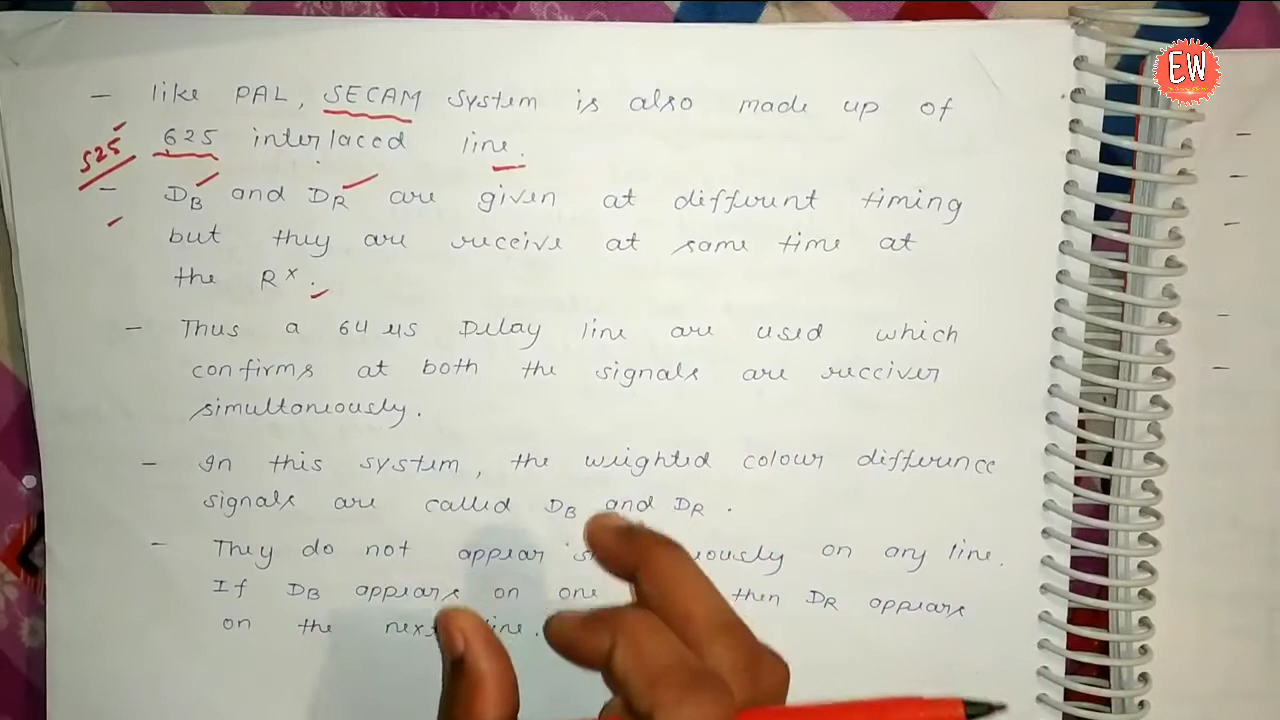 - like PAL, SECAM system is also made up of
525 625 interlaced line.
- DB and DR are given at different timing
but they are receive at same time at
the Rx.
- Thus a 64 μs Delay line are used which
confirms at both the signals are receiver
simultaneously.
- In this system, the weighted colour difference
signals are called DB and DR.
- They do not appear on any line.
If DB appears on one then DR appears
on the next line.
EW